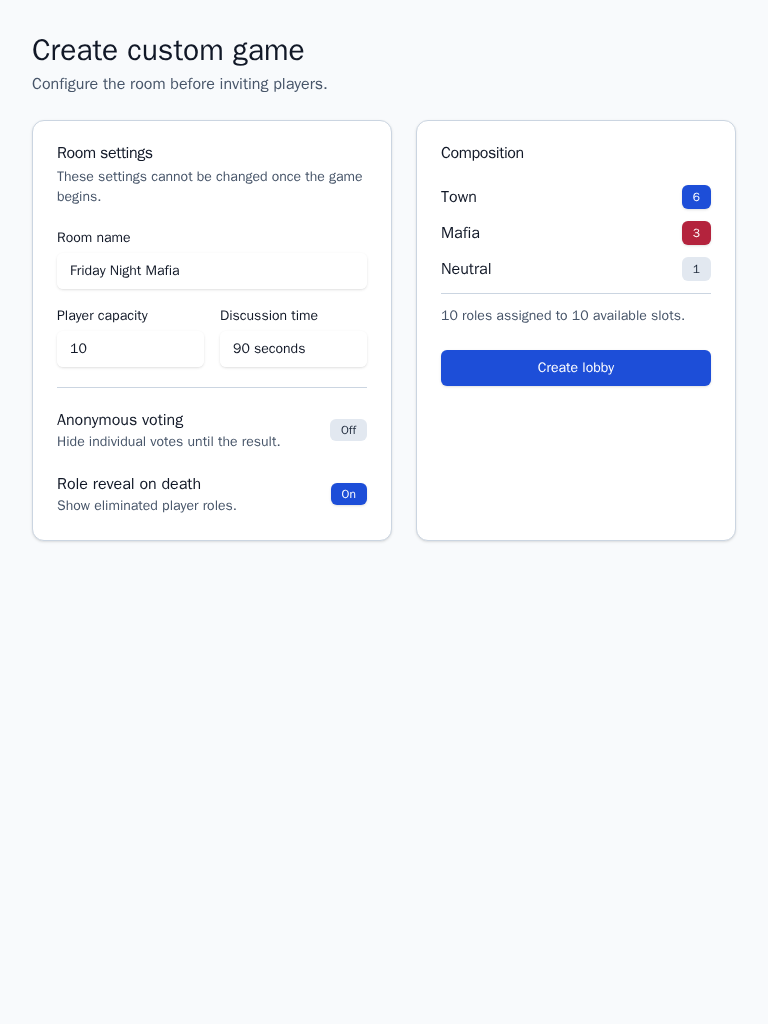 Create custom game
Configure the room before inviting players.
Room settings
These settings cannot be changed once the game
begins.
Room name
Friday Night Mafia
Player capacity
Discussion time
10
90 seconds
Anonymous voting
Hide individual votes until the result.
Off
Role reveal on death
Show eliminated player roles.
On
Composition
Town
6
Mafia
3
Neutral
1
10 roles assigned to 10 available slots.
Create lobby